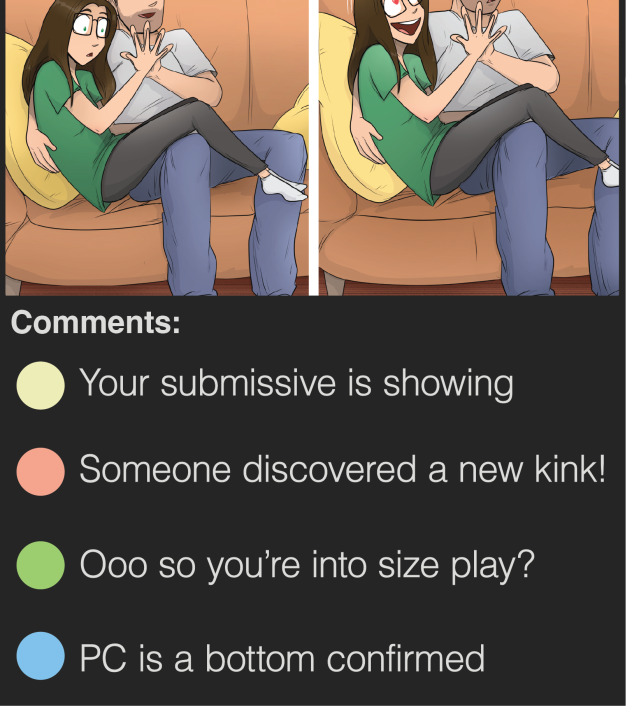 Comments:
Your submissive is showing
Someone discovered a new kink!
Ooo so you’re into size play?
PC is a bottom confirmed